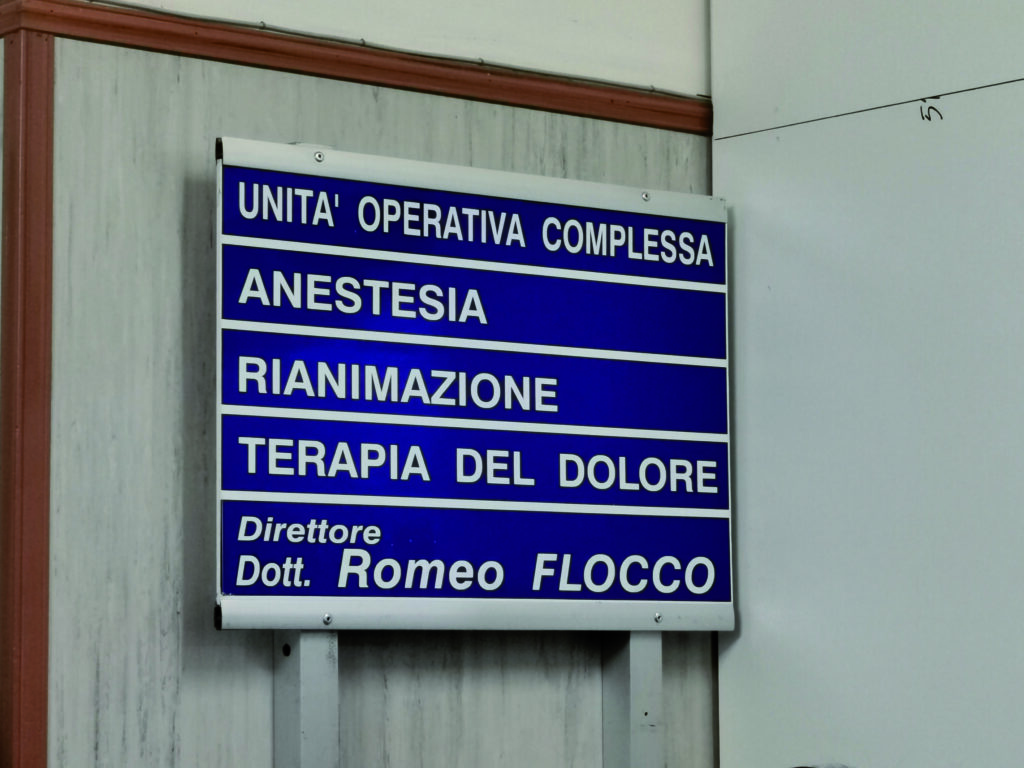 UNITA' OPERATIVA COMPLESSA
ANESTESIA
RIANIMAZIONE
TERAPIA DEL DOLORE
Direttore
Dott. Romeo FLOCCO